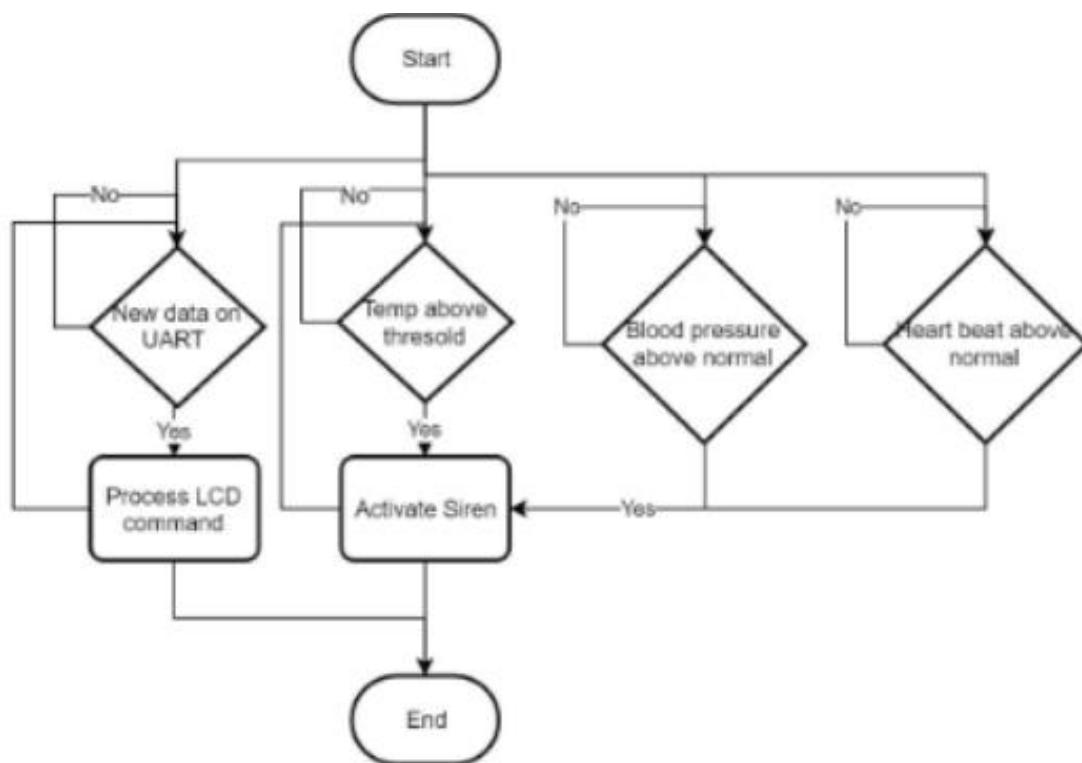 Start
No
No
No
No
New data on
UART
Temp above
thresold
Blood pressure
above normal
Heart beat above
normal
Yes
Yes
Process LCD
command
Activate Siren
Yes
End